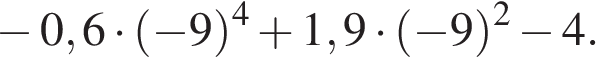 − 0,6 · (−9)⁴ + 1,9 · (−9)² − 4.